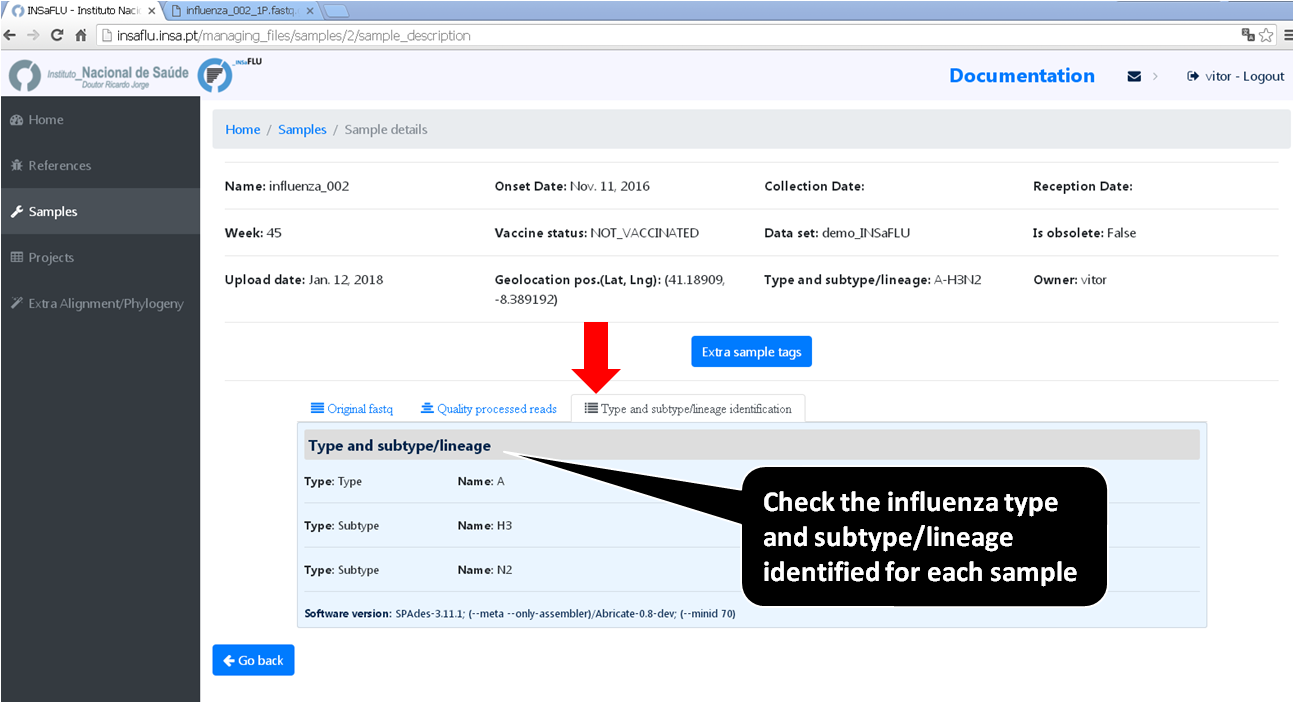 INSaFLU - Instituto Naci
influenza_002_1P.fastq.
insaflu.insa.pt/managing_files/samples/2/sample_description
Instituto_Nacional de Saúde
Doutor Ricardo Jorge
_INSaFLU
Documentation
vitor - Logout
Home
References
Samples
Projects
Extra Alignment/Phylogeny
Home / Samples / Sample details
Name: influenza_002 Onset Date: Nov. 11, 2016 Collection Date: Reception Date:
Week: 45 Vaccine status: NOT_VACCINATED Data set: demo_INSaFLU Is obsolete: False
Upload date: Jan. 12, 2018 Geolocation pos.(Lat, Lng): (41.18909, Type and subtype/lineage: A-H3N2 Owner: vitor
-8.389192)
Extra sample tags
Original fastq Quality processed reads Type and subtype/lineage identification
Type and subtype/lineage
Type: Type Name: A
Type: Subtype Name: H3
Type: Subtype Name: N2
Software version: SPAdes-3.11.1; (--meta --only-assembler)/Abricate-0.8-dev; (--minid 70)
Check the influenza type
and subtype/lineage
identified for each sample
Go back